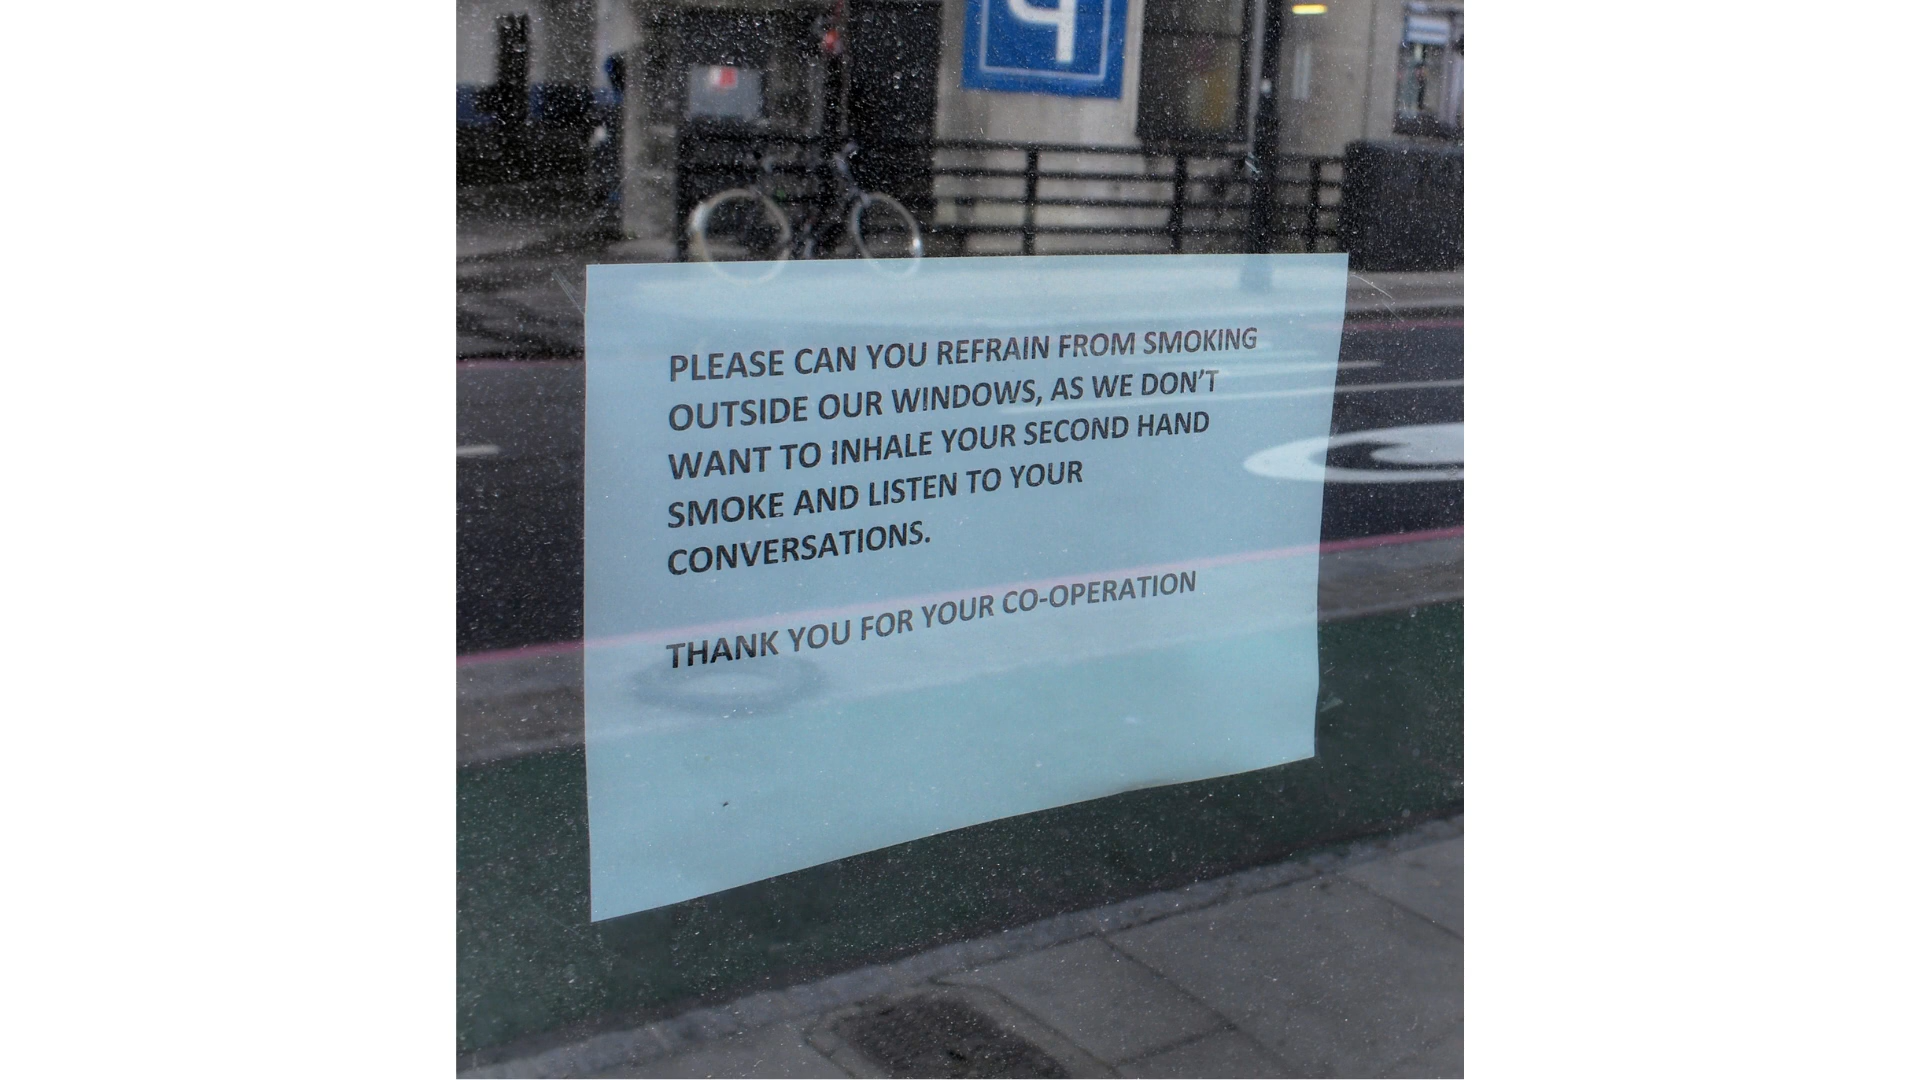 PLEASE CAN YOU REFRAIN FROM SMOKING
OUTSIDE OUR WINDOWS, AS WE DON'T
WANT TO INHALE YOUR SECOND HAND
SMOKE AND LISTEN TO YOUR
CONVERSATIONS.
THANK YOU FOR YOUR CO-OPERATION